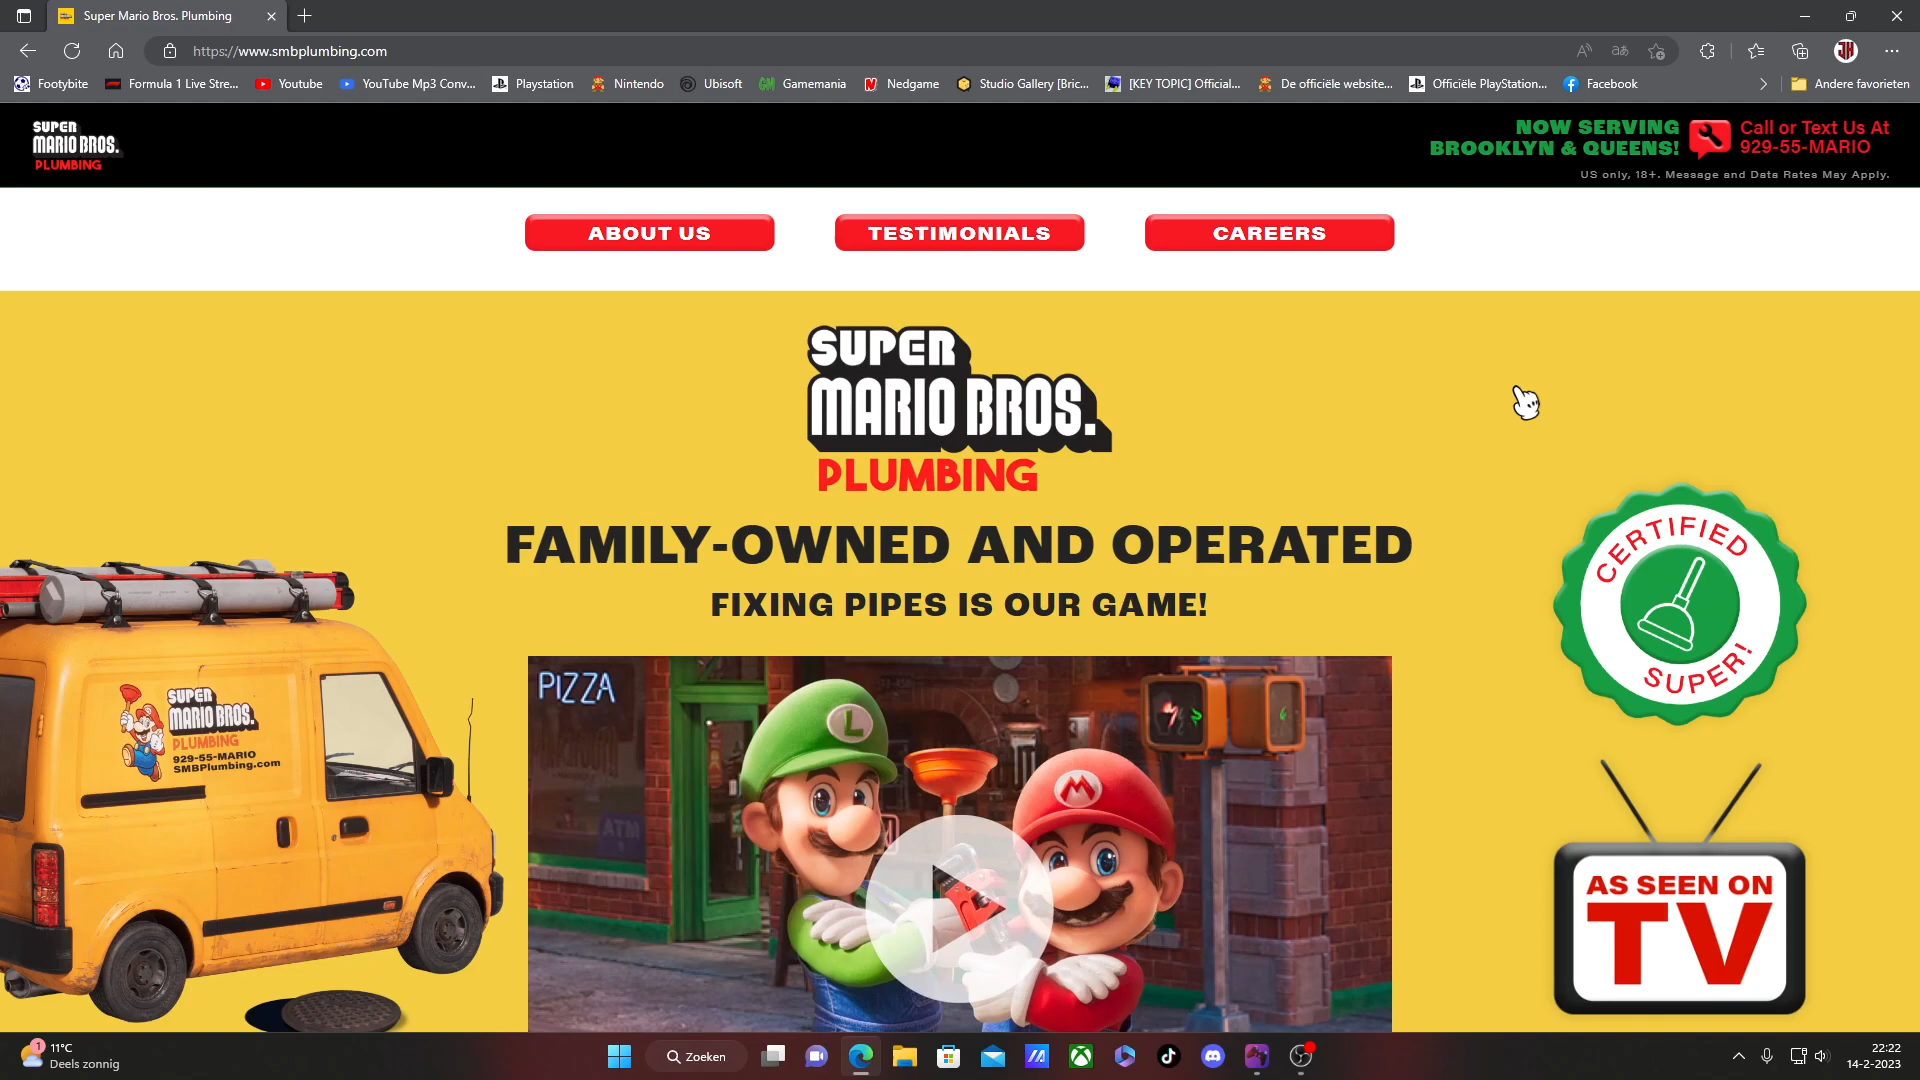 Super Mario Bros. Plumbing
https://www.smbplumbing.com
Footybite
Formula 1 Live Stre...
Youtube
YouTube Mp3 Conv...
Playstation
Nintendo
Ubisoft
Gamemania
Nedgame
Studio Gallery [Bric...
[KEY TOPIC] Official...
De officiële website...
Officiële PlayStation...
Facebook
Andere favorieten
SUPER
MARIO BROS.
PLUMBING
NOW SERVING
BROOKLYN & QUEENS!
Call or Text Us At
929-55-MARIO
US only, 18+. Message and Data Rates May Apply.
ABOUT US
TESTIMONIALS
CAREERS
SUPER
MARIO BROS.
PLUMBING
FAMILY-OWNED AND OPERATED
FIXING PIPES IS OUR GAME!
CERTIFIED
SUPER!
SUPER
MARIO BROS.
PLUMBING
929-55-MARIO
SMBPlumbing.com
PIZZA
ATM
L
M
AS SEEN ON
TV
1
11°C
Deels zonnig
Zoeken
22:22
14-2-2023